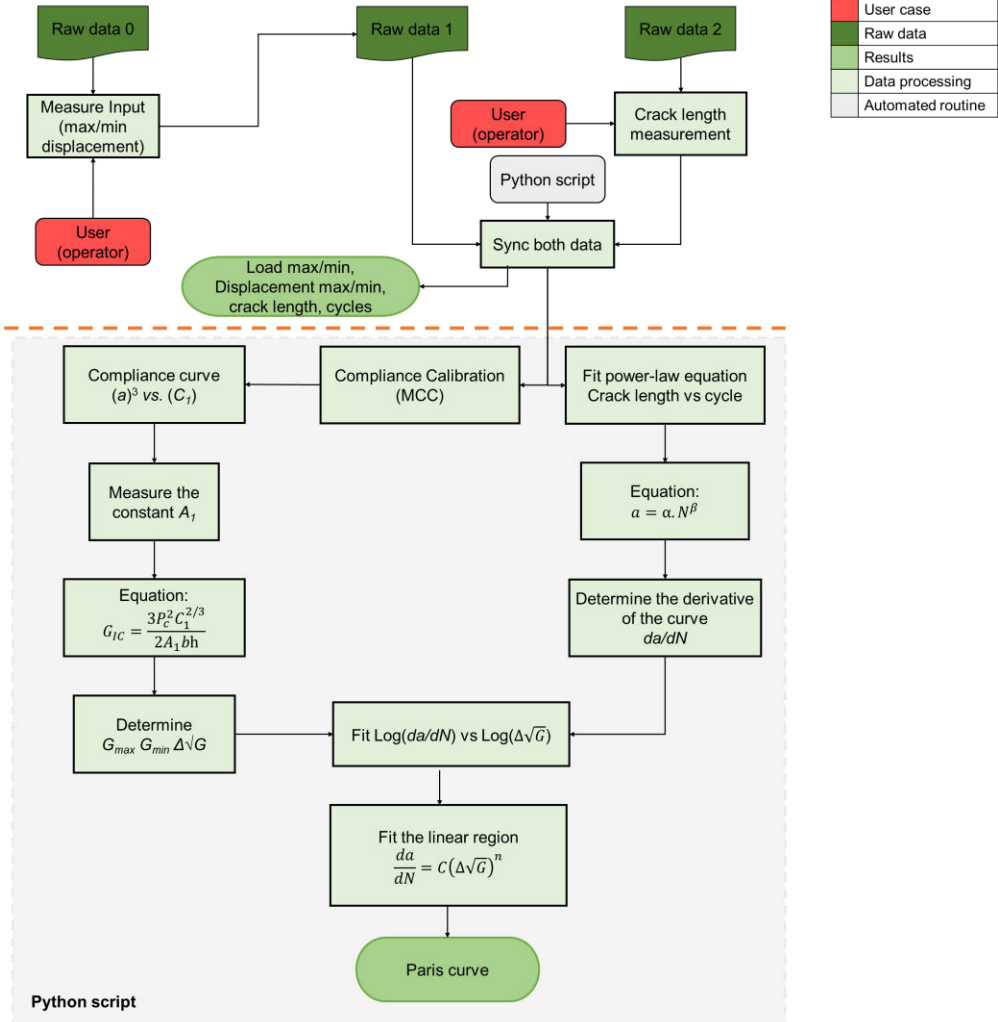 Raw data 0
Raw data 1
Raw data 2
User case
Raw data
Results
Data processing
Automated routine
Measure Input
(max/min
displacement)
User
(operator)
Crack length
measurement
Python script
User
(operator)
Sync both data
Load max/min,
Displacement max/min,
crack length, cycles
Compliance curve
(a)³ vs. (C₁)
Compliance Calibration
(MCC)
Fit power-law equation
Crack length vs cycle
Measure the
constant A₁
Equation:
a = α. N^β
Equation:
G_IC = 3P_c²C₁^(2/3) / 2A₁bh
Determine the derivative
of the curve
da/dN
Determine
G_max G_min Δ√G
Fit Log(da/dN) vs Log(Δ√G)
Fit the linear region
da/dN = C(Δ√G)^n
Paris curve
Python script